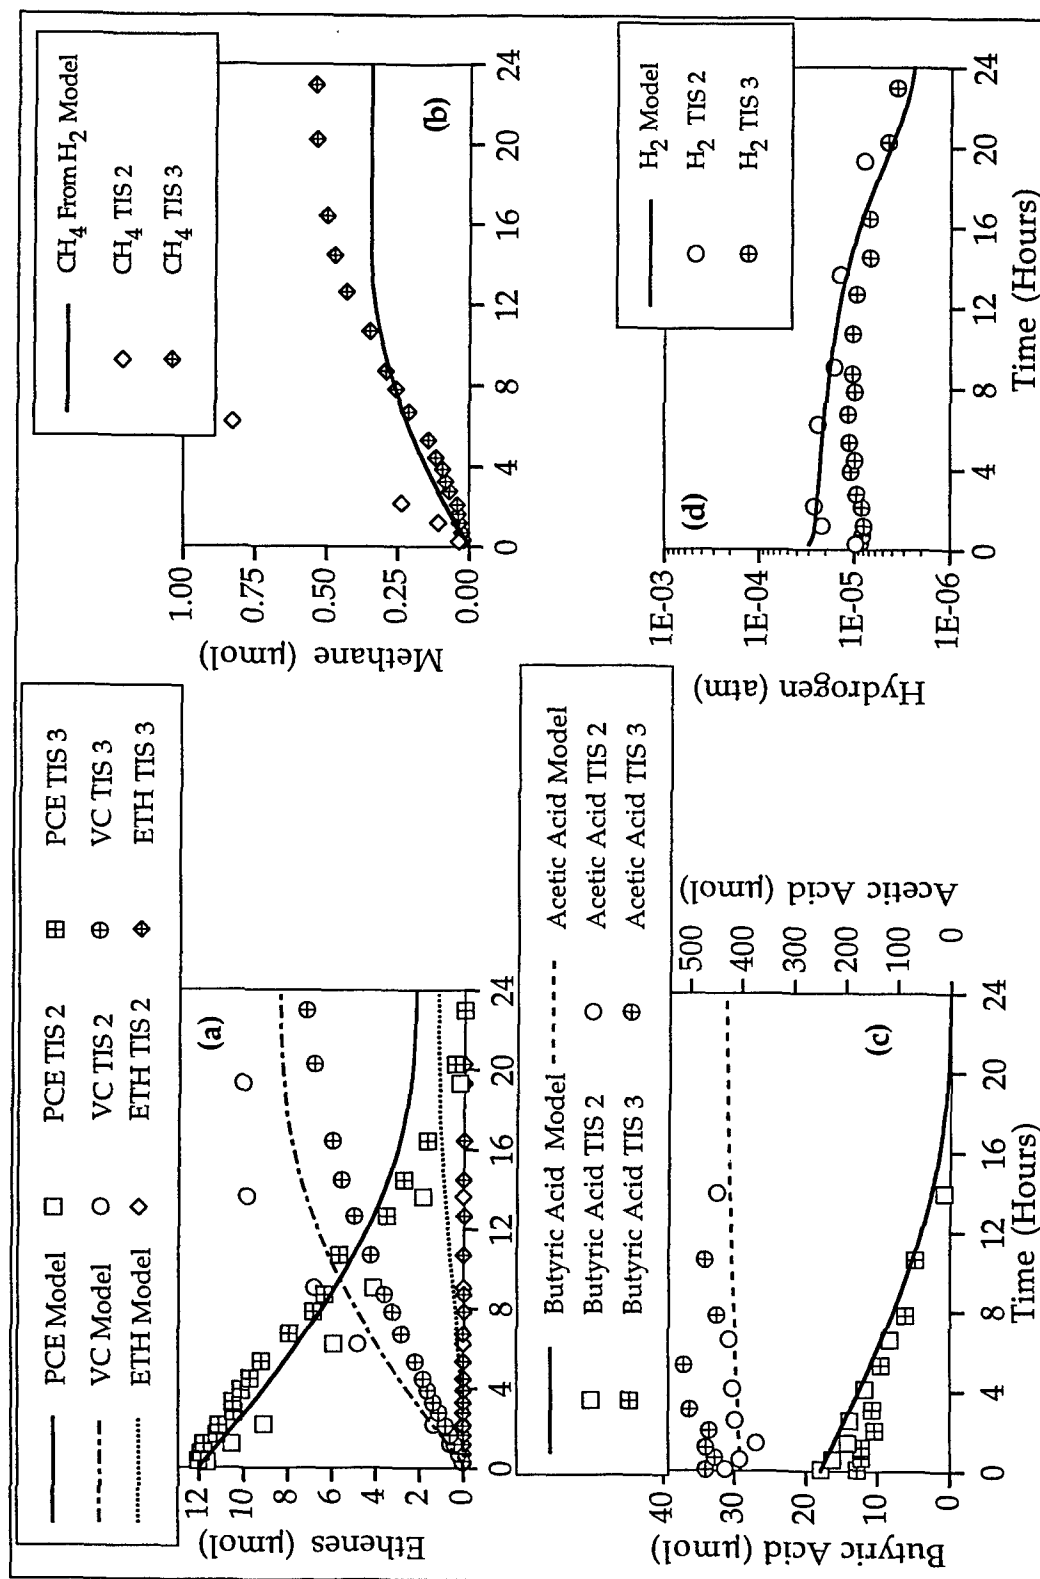 PCE Model
PCE TIS 2
PCE TIS 3
VC Model
VC TIS 2
VC TIS 3
ETH Model
ETH TIS 2
ETH TIS 3
Ethenes (µmol)
12
10
8
6
4
2
0
0
4
8
12
16
20
24
(a)
CH4 From H2 Model
CH4 TIS 2
CH4 TIS 3
Methane (µmol)
1.00
0.75
0.50
0.25
0.00
0
4
8
12
16
20
24
(b)
Butyric Acid Model
Acetic Acid Model
Butyric Acid TIS 2
Acetic Acid TIS 2
Butyric Acid TIS 3
Acetic Acid TIS 3
Butyric Acid (µmol)
40
30
20
10
0
Acetic Acid (µmol)
500
400
300
200
100
0
0
4
8
12
16
20
24
Time (Hours)
(c)
H2 Model
H2 TIS 2
H2 TIS 3
Hydrogen (atm)
1E-03
1E-04
1E-05
1E-06
0
4
8
12
16
20
24
Time (Hours)
(d)